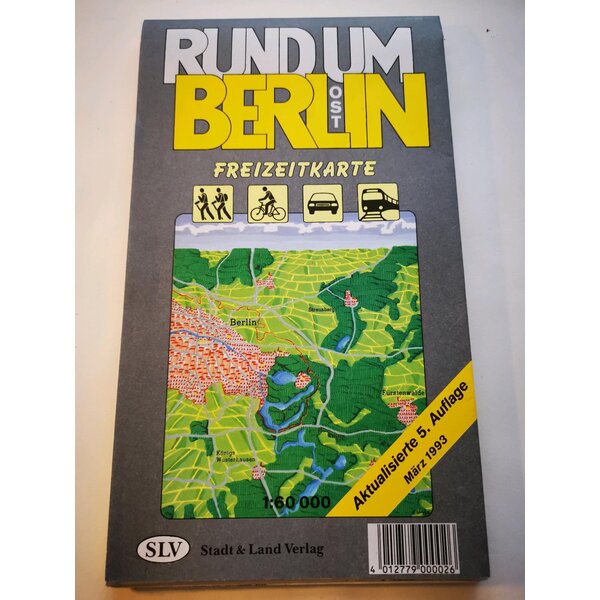 RUND UM
BERLIN
OST
FREIZEITKARTE
Berlin
Strausberg
Fürstenwalde
Königs
Wusterhausen
1:60 000
Aktualisierte 5. Auflage
März 1993
SLV
Stadt & Land Verlag
4 012779 000026